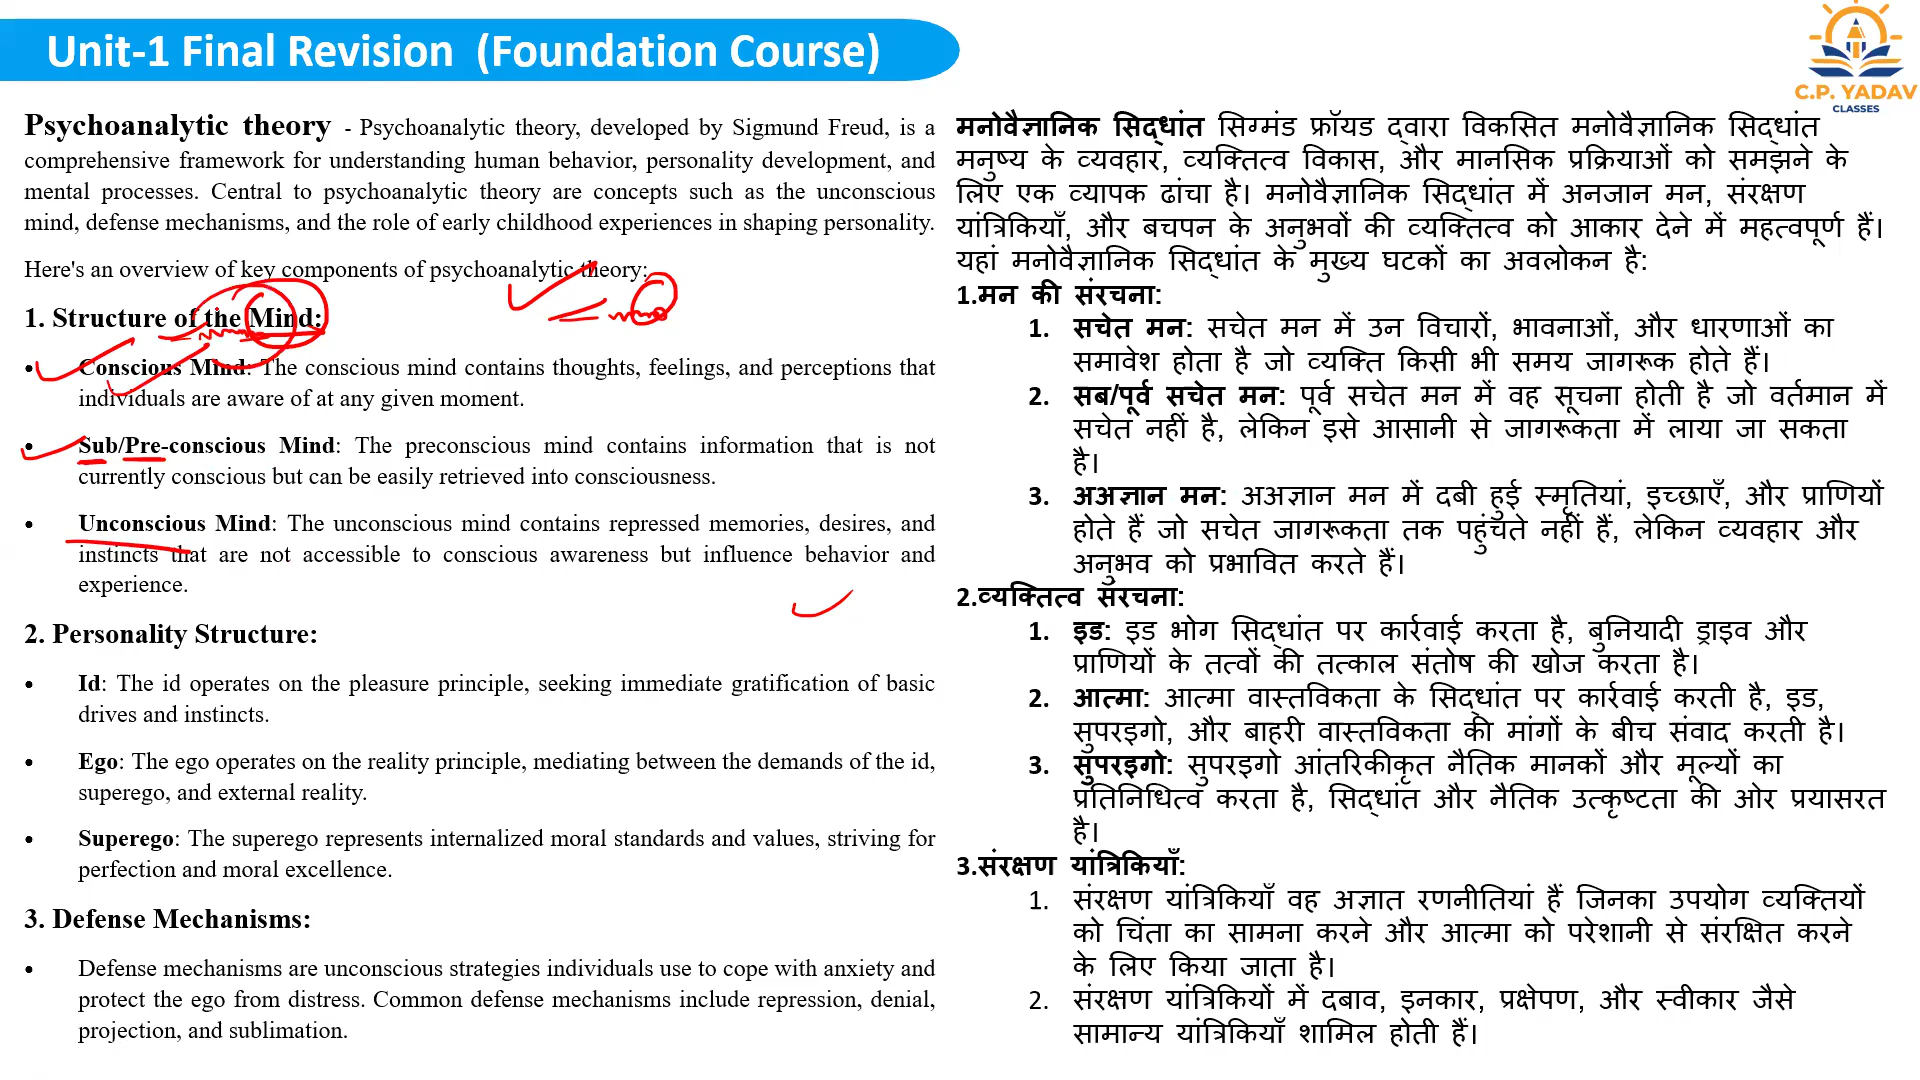 Unit-1 Final Revision (Foundation Course)
C.P. YADAV
CLASSES
Psychoanalytic theory - Psychoanalytic theory, developed by Sigmund Freud, is a
comprehensive framework for understanding human behavior, personality development, and
mental processes. Central to psychoanalytic theory are concepts such as the unconscious
mind, defense mechanisms, and the role of early childhood experiences in shaping personality.
Here's an overview of key components of psychoanalytic theory:
1. Structure of the Mind:
• Conscious Mind: The conscious mind contains thoughts, feelings, and perceptions that
individuals are aware of at any given moment.
• Sub/Pre-conscious Mind: The preconscious mind contains information that is not
currently conscious but can be easily retrieved into consciousness.
• Unconscious Mind: The unconscious mind contains repressed memories, desires, and
instincts that are not accessible to conscious awareness but influence behavior and
experience.
2. Personality Structure:
• Id: The id operates on the pleasure principle, seeking immediate gratification of basic
drives and instincts.
• Ego: The ego operates on the reality principle, mediating between the demands of the id,
superego, and external reality.
• Superego: The superego represents internalized moral standards and values, striving for
perfection and moral excellence.
3. Defense Mechanisms:
• Defense mechanisms are unconscious strategies individuals use to cope with anxiety and
protect the ego from distress. Common defense mechanisms include repression, denial,
projection, and sublimation.
मनोवैज्ञानिक सिद्धांत सिग्मंड फ्रॉयड द्वारा विकसित मनोवैज्ञानिक सिद्धांत
मनुष्य के व्यवहार, व्यक्तित्व विकास, और मानसिक प्रक्रियाओं को समझने के
लिए एक व्यापक ढांचा है। मनोवैज्ञानिक सिद्धांत में अनजान मन, संरक्षण
यांत्रिकियाँ, और बचपन के अनुभवों की व्यक्तित्व को आकार देने में महत्वपूर्ण हैं।
यहां मनोवैज्ञानिक सिद्धांत के मुख्य घटकों का अवलोकन है:
1.मन की संरचना:
1. सचेत मन: सचेत मन में उन विचारों, भावनाओं, और धारणाओं का
समावेश होता है जो व्यक्ति किसी भी समय जागरूक होते हैं।
2. सब/पूर्व सचेत मन: पूर्व सचेत मन में वह सूचना होती है जो वर्तमान में
सचेत नहीं है, लेकिन इसे आसानी से जागरूकता में लाया जा सकता
है।
3. अअज्ञान मन: अअज्ञान मन में दबी हुई स्मृतियां, इच्छाएँ, और प्राणियों
होते हैं जो सचेत जागरूकता तक पहुंचते नहीं हैं, लेकिन व्यवहार और
अनुभव को प्रभावित करते हैं।
2.व्यक्तित्व संरचना:
1. इड: इड भोग सिद्धांत पर कार्रवाई करता है, बुनियादी ड्राइव और
प्राणियों के तत्वों की तत्काल संतोष की खोज करता है।
2. आत्मा: आत्मा वास्तविकता के सिद्धांत पर कार्रवाई करती है, इड,
सुपरइगो, और बाहरी वास्तविकता की मांगों के बीच संवाद करती है।
3. सुपरइगो: सुपरइगो आंतरिकीकृत नैतिक मानकों और मूल्यों का
प्रतिनिधित्व करता है, सिद्धांत और नैतिक उत्कृष्टता की ओर प्रयासरत
है।
3.संरक्षण यांत्रिकियाँ:
1. संरक्षण यांत्रिकियाँ वह अज्ञात रणनीतियां हैं जिनका उपयोग व्यक्तियों
को चिंता का सामना करने और आत्मा को परेशानी से संरक्षित करने
के लिए किया जाता है।
2. संरक्षण यांत्रिकियों में दबाव, इनकार, प्रक्षेपण, और स्वीकार जैसे
सामान्य यांत्रिकियाँ शामिल होती हैं।